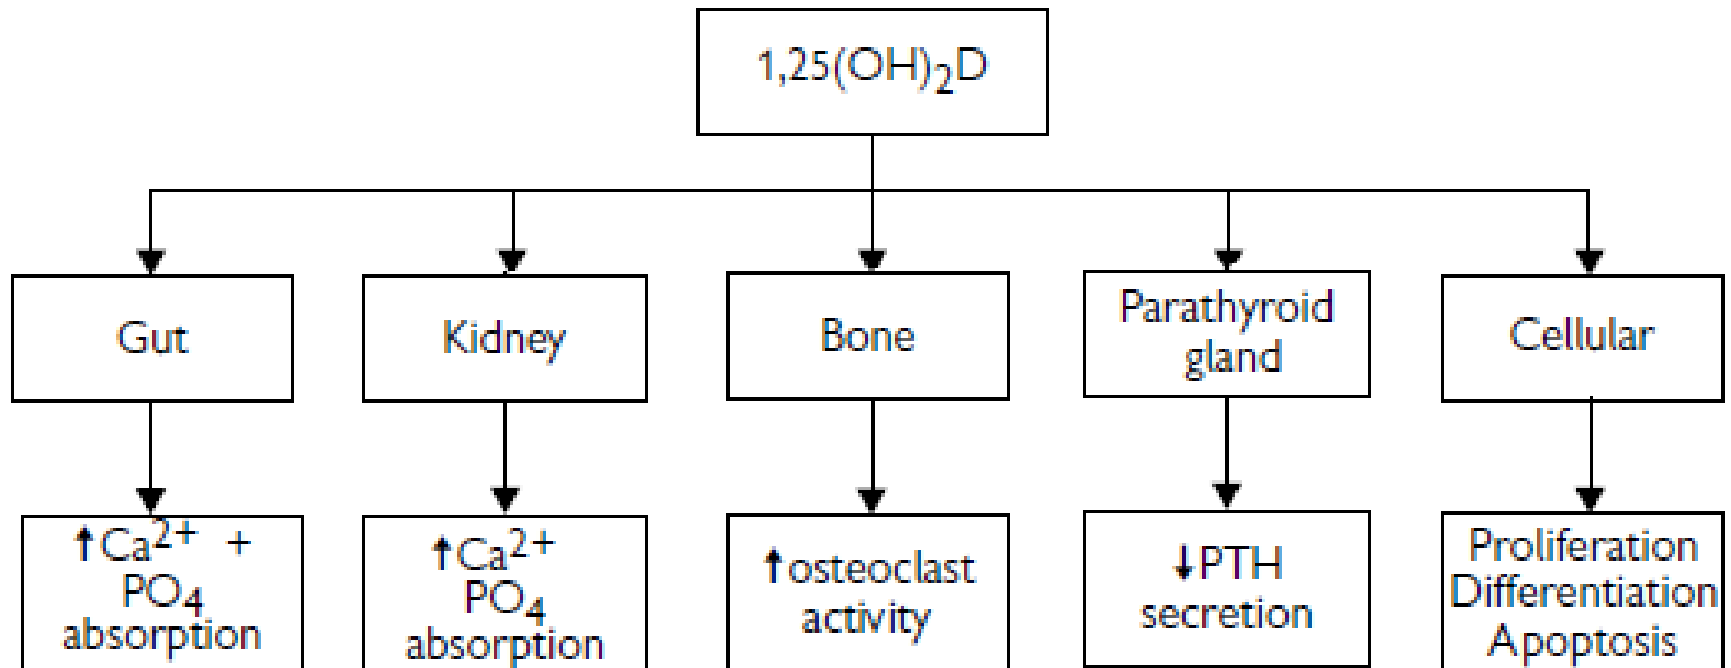 1,25(OH)₂D
Gut
Kidney
Bone
Parathyroid
gland
Cellular
↑Ca²⁺ +
PO₄
absorption
↑Ca²⁺
PO₄
absorption
↑osteoclast
activity
↓PTH
secretion
Proliferation
Differentiation
Apoptosis